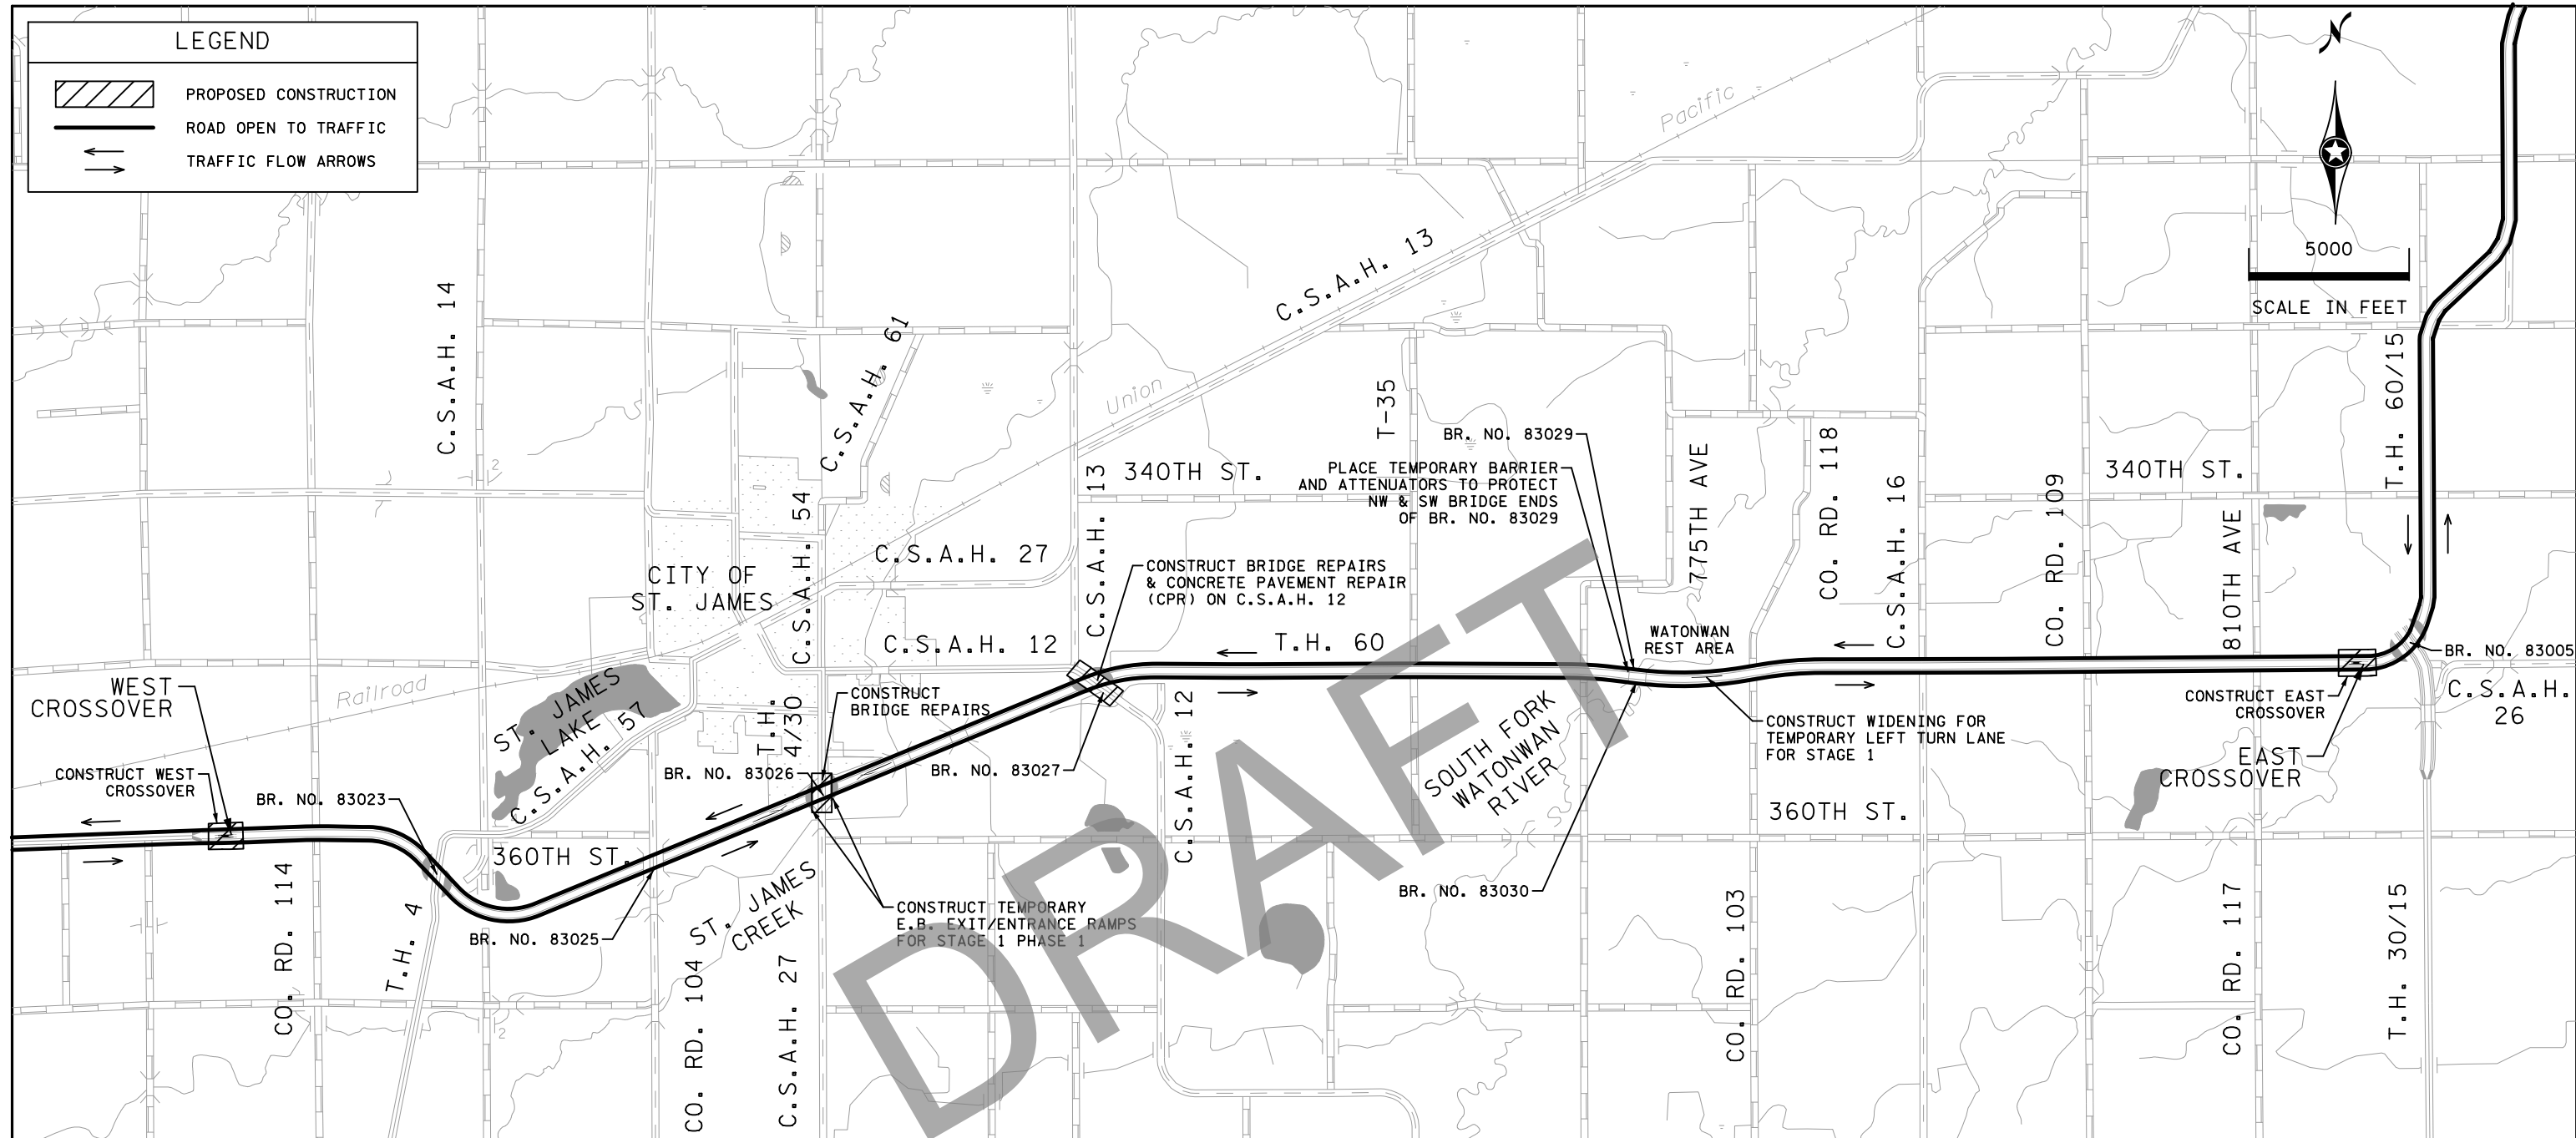 LEGEND
PROPOSED CONSTRUCTION
ROAD OPEN TO TRAFFIC
TRAFFIC FLOW ARROWS
N
5000
SCALE IN FEET
Pacific
Union
Railroad
C.S.A.H. 14
C.S.A.H. 61
C.S.A.H. 13
T-35
T.H. 60/15
2
340TH ST.
C.S.A.H. 13
BR. NO. 83029
PLACE TEMPORARY BARRIER
AND ATTENUATORS TO PROTECT
NW & SW BRIDGE ENDS
OF BR. NO. 83029
775TH AVE
CO. RD. 118
C.S.A.H. 16
CO. RD. 109
340TH ST.
810TH AVE
C.S.A.H. 54
C.S.A.H. 27
CITY OF
ST. JAMES
CONSTRUCT BRIDGE REPAIRS
& CONCRETE PAVEMENT REPAIR
(CPR) ON C.S.A.H. 12
C.S.A.H. 12
T.H. 60
WATONWAN
REST AREA
BR. NO. 83005
C.S.A.H.
26
WEST
CROSSOVER
CONSTRUCT WEST
CROSSOVER
ST. JAMES
LAKE
C.S.A.H. 57
T.H.
4/30
CONSTRUCT
BRIDGE REPAIRS
BR. NO. 83026
BR. NO. 83027
C.S.A.H. 12
SOUTH FORK
WATONWAN
RIVER
CONSTRUCT WIDENING FOR
TEMPORARY LEFT TURN LANE
FOR STAGE 1
CONSTRUCT EAST
CROSSOVER
EAST
CROSSOVER
BR. NO. 83023
360TH ST.
360TH ST.
BR. NO. 83030
CO. RD. 114
T.H. 4
BR. NO. 83025
ST. JAMES
CREEK
CONSTRUCT TEMPORARY
E.B. EXIT/ENTRANCE RAMPS
FOR STAGE 1 PHASE 1
2
CO. RD. 104
C.S.A.H. 27
CO. RD. 103
CO. RD. 117
T.H. 30/15
DRAFT